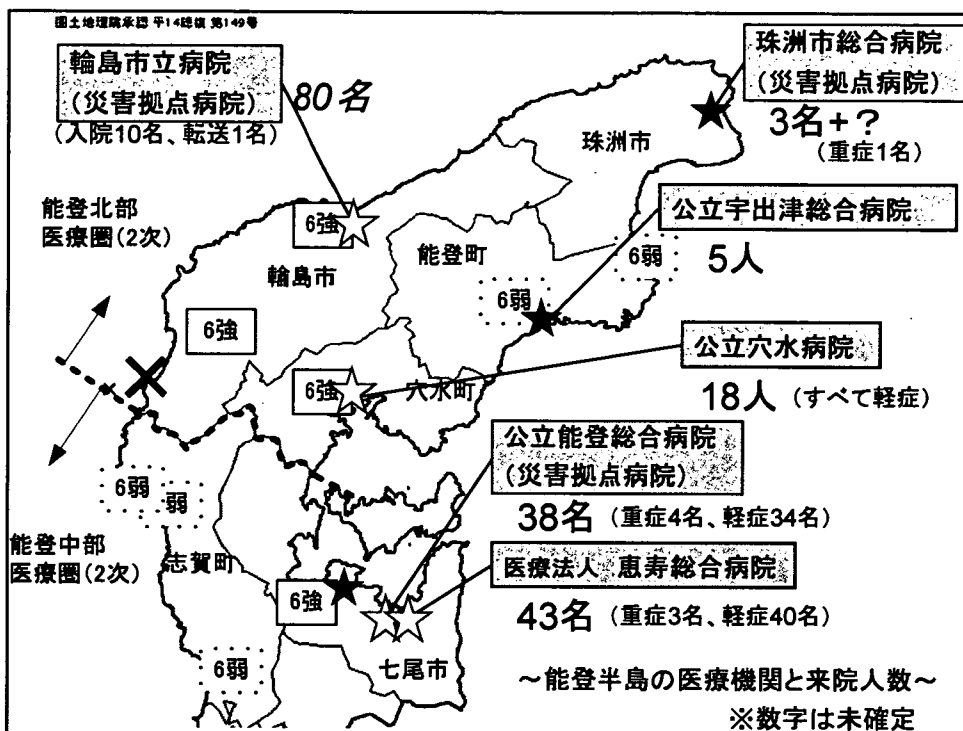 国土地理院承認 平14総複 第149号
輪島市立病院
(災害拠点病院)
80名
(入院10名、転送1名)
珠洲市総合病院
(災害拠点病院)
3名+？
(重症1名)
珠洲市
能登北部
医療圏(2次)
6強
公立宇出津総合病院
5人
能登町
6弱
輪島市
6弱
6強
公立穴水病院
18人 (すべて軽症)
6強
穴水町
公立能登総合病院
(災害拠点病院)
38名 (重症4名、軽症34名)
6弱
弱
能登中部
医療圏(2次)
志賀町
医療法人 恵寿総合病院
43名 (重症3名、軽症40名)
6強
6弱
七尾市
～能登半島の医療機関と来院人数～
※数字は未確定